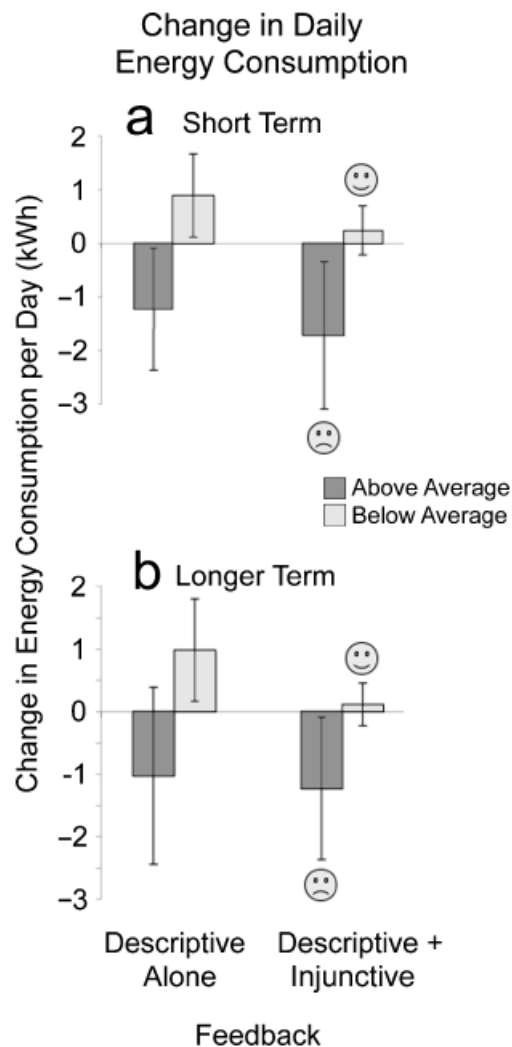 Change in Daily
Energy Consumption
a Short Term
Change in Energy Consumption per Day (kWh)
2
1
0
−1
−2
−3
Above Average
Below Average
b Longer Term
2
1
0
-1
−2
−3
Descriptive Alone
Descriptive + Injunctive
Feedback